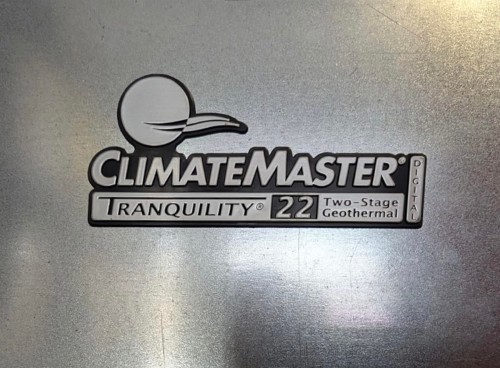 CLIMATEMASTER®
TRANQUILITY® 22 Two-Stage
Geothermal
DIGITAL